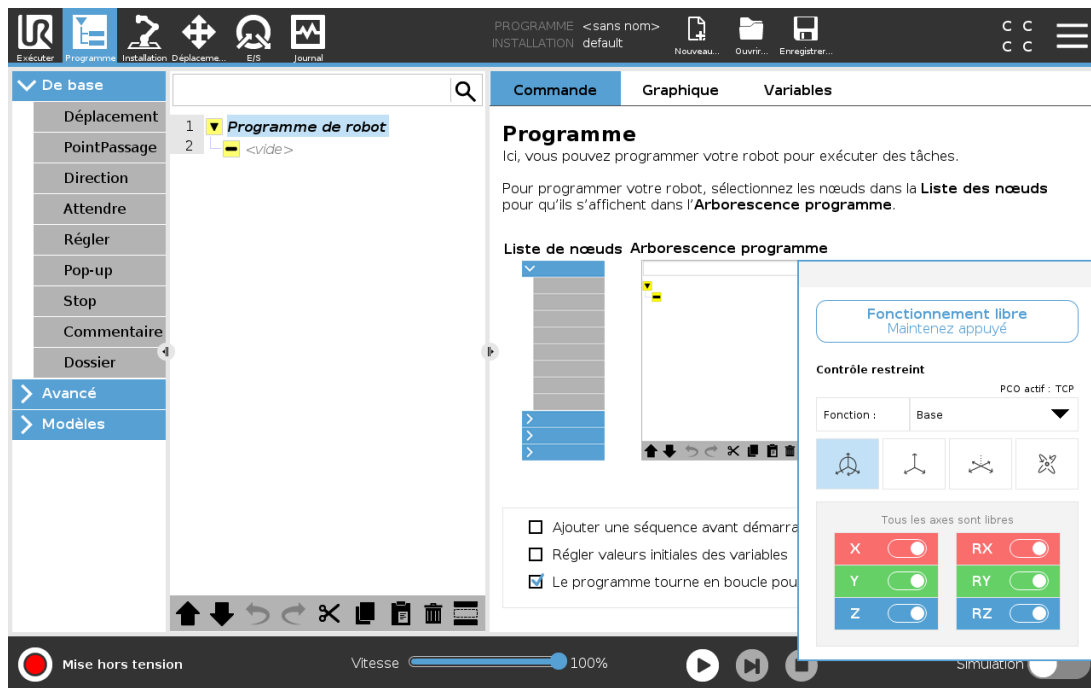 PROGRAMME <sans nom>
INSTALLATION default
C C
C C
Exécuter Programme Installation Déplaceme... E/S Journal Nouveau... Ouvrir... Enregistrer...
De base
Déplacement
PointPassage
Direction
Attendre
Régler
Pop-up
Stop
Commentaire
Dossier
Avancé
Modèles
1 Programme de robot
2 <vide>
Commande Graphique Variables
Programme
Ici, vous pouvez programmer votre robot pour exécuter des tâches.
Pour programmer votre robot, sélectionnez les nœuds dans la Liste des nœuds
pour qu’ils s’affichent dans l’Arborescence programme.
Liste de nœuds Arborescence programme
Ajouter une séquence avant démarra
Régler valeurs initiales des variables
Le programme tourne en boucle pou
Fonctionnement libre
Maintenez appuyé
Contrôle restreint
PCO actif : TCP
Fonction : Base
Tous les axes sont libres
X RX
Y RY
Z RZ
Mise hors tension
Vitesse 100%
Simulation